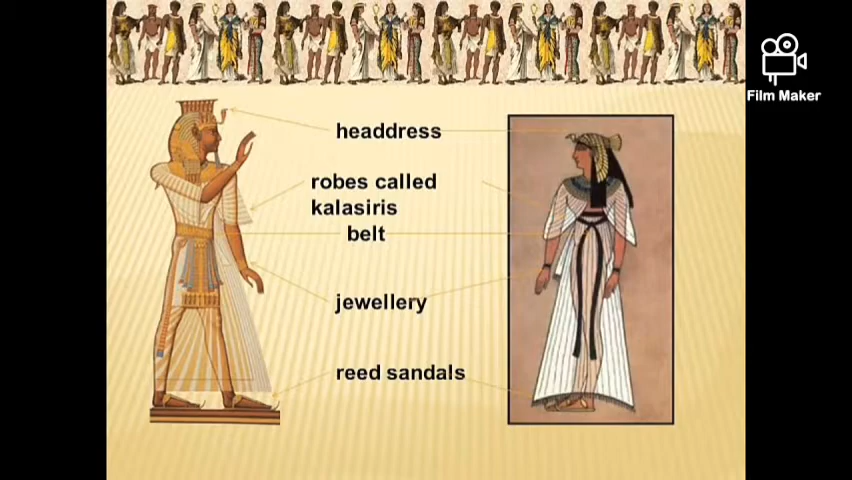 Film Maker
headdress
robes called
kalasiris
belt
jewellery
reed sandals